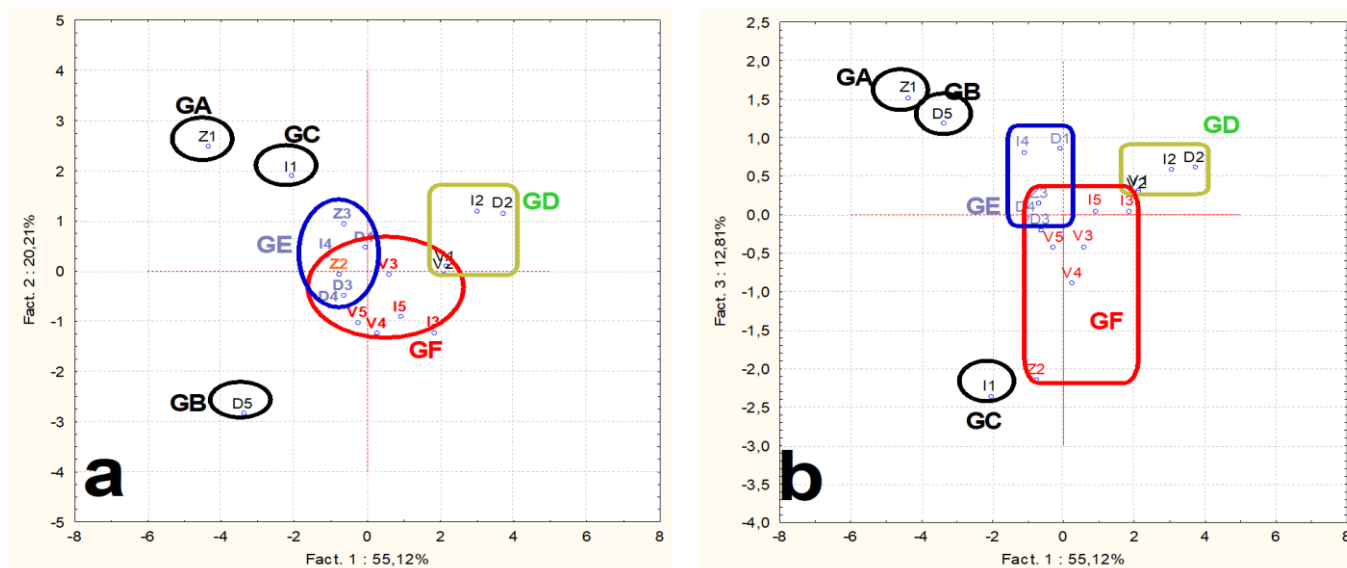 5
4
GA
3
GC
Z1
2
I1
I2
D2
GD
Z3
1
GE
I4
D1
V1
0
Z2
V3
V2
D3
D4
-1
V5
V4
I5
I3
GF
-2
GB
D5
-3
-4
a
-5
-8
-6
-4
-2
0
2
4
6
8
Fact. 1 : 55,12%
Fact. 2 : 20,21%
2,5
2,0
GA
Z1
GB
1,5
D5
GD
1,0
I4
D1
I2
D2
0,5
Z3
V1
V2
GE
D4
I5
I3
0,0
D3
V5
V3
-0,5
V4
-1,0
GF
-1,5
-2,0
Z2
I1
-2,5
GC
-3,0
-3,5
b
-4,0
-8
-6
-4
-2
0
2
4
6
8
Fact. 1 : 55,12%
Fact. 3 : 12,81%